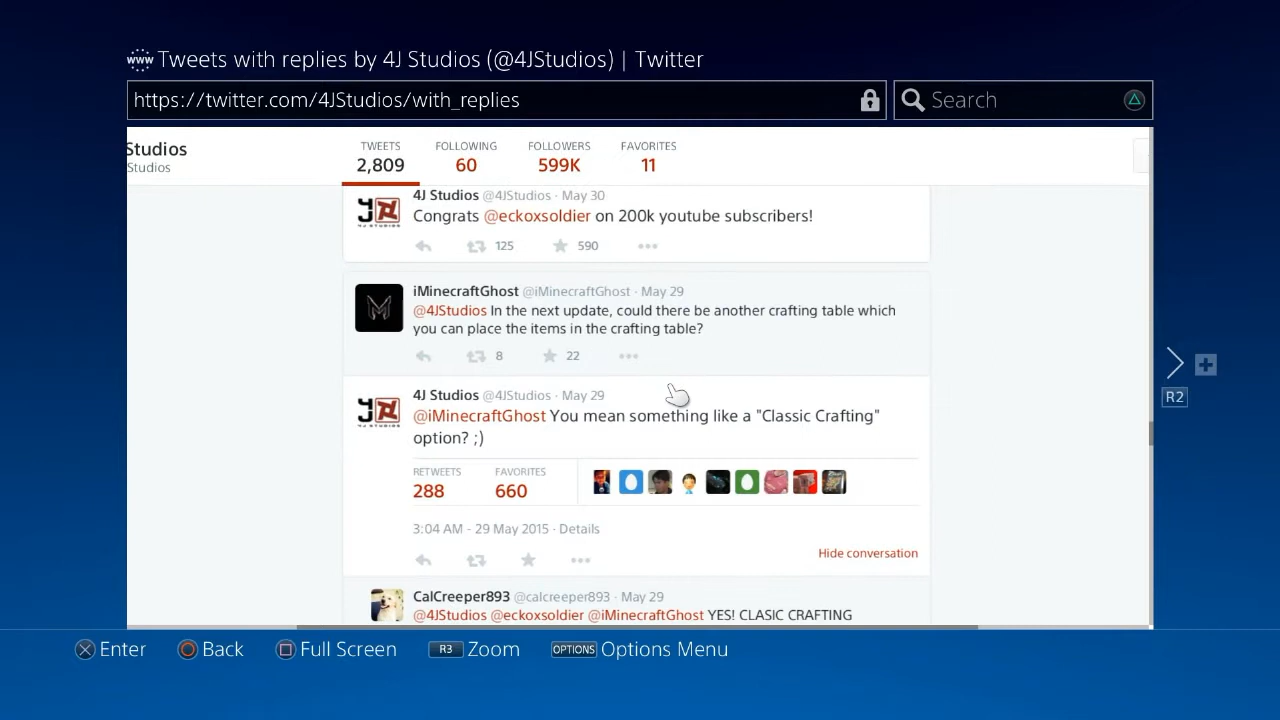 www Tweets with replies by 4J Studios (@4JStudios) | Twitter
https://twitter.com/4JStudios/with_replies
Search
Studios
Studios
TWEETS FOLLOWING FOLLOWERS FAVORITES
2,809 60 599K 11
4J Studios @4JStudios · May 30
Congrats @eckoxsoldier on 200k youtube subscribers!
125 590
iMinecraftGhost @iMinecraftGhost · May 29
@4JStudios In the next update, could there be another crafting table which
you can place the items in the crafting table?
8 22
4J Studios @4JStudios · May 29
@iMinecraftGhost You mean something like a "Classic Crafting"
option? ;)
RETWEETS FAVORITES
288 660
3:04 AM - 29 May 2015 · Details
Hide conversation
CalCreeper893 @calcreeper893 · May 29
@4JStudios @eckoxsoldier @iMinecraftGhost YES! CLASIC CRAFTING
R2
Enter Back Full Screen R3 Zoom OPTIONS Options Menu